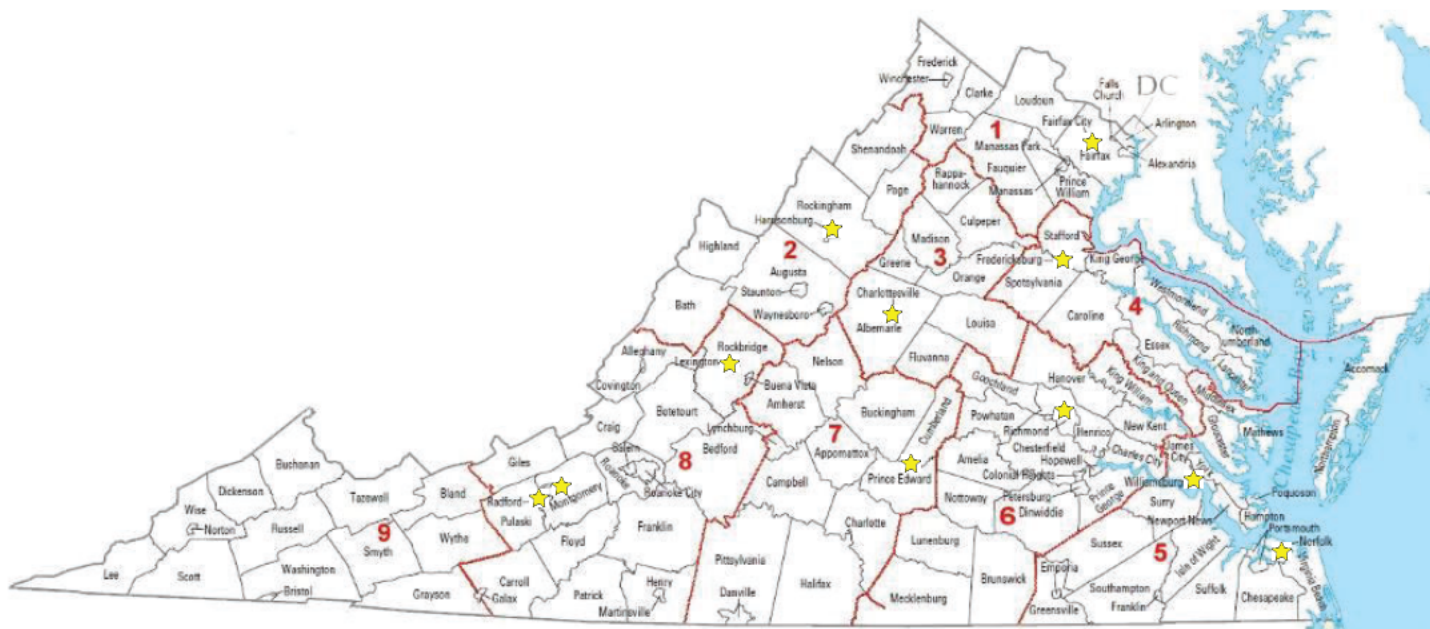 Frederick
Winchester
Clarke
Loudoun
Falls
Church
DC
Fairfax City
Arlington
Warren
1
Shenandoah
Manassas Park
Fairfax
Alexandria
Fauquier
Rappa-
hannock
Page
Manassas
Prince
William
Rockingham
Harrisonburg
Culpeper
Madison
Stafford
Highland
2
3
Greene
Fredericksburg
King George
Augusta
Orange
Spotsylvania
Staunton
Charlottesville
Westmoreland
Bath
Waynesboro
4
Caroline
Albemarle
Louisa
Richmond
North
umberland
Essex
Alleghany
Rockbridge
Lexington
Nelson
Fluvanna
Lancaster
Accomack
Covington
Buena Vista
Goochland
Hanover
King William
King and Queen
Middlesex
Botetourt
Amherst
Buckingham
Cumberland
Powhatan
Richmond
Henrico
New Kent
Gloucester
Mathews
Chesapeake Bay
Northampton
Craig
Lynchburg
7
Chesterfield
James
City
York
Salem
Bedford
8
Appomattox
Amelia
Hopewell
Charles City
Buchanan
Giles
Roanoke
Roanoke City
Prince Edward
Colonial Heights
Williamsburg
Dickenson
Tazewell
Bland
Radford
Montgomery
Campbell
Nottoway
Petersburg
Prince
George
Surry
Poquoson
Wise
Norton
Russell
Pulaski
6
Dinwiddie
Newport News
Hampton
9
Smyth
Wythe
Floyd
Franklin
Charlotte
Lunenburg
Sussex
5
Isle of Wight
Portsmouth
Norfolk
Pittsylvania
Halifax
Brunswick
Emporia
Southampton
Suffolk
Virginia Beach
Lee
Scott
Washington
Bristol
Grayson
Carroll
Galax
Patrick
Henry
Martinsville
Danville
Mecklenburg
Greensville
Franklin
Chesapeake